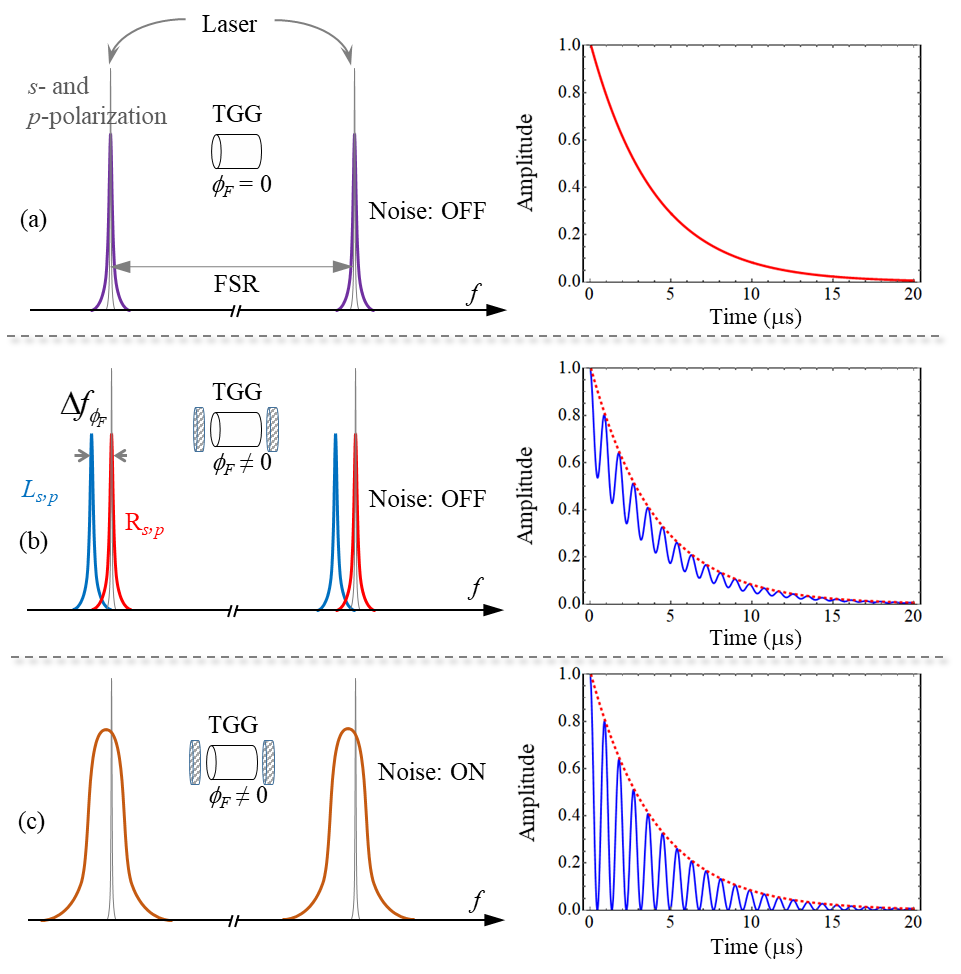 Laser
s- and
p-polarization
TGG
ϕF = 0
(a)
Noise: OFF
FSR
f
Amplitude
1.0
0.8
0.6
0.4
0.2
0.0
0 5 10 15 20
Time (μs)
TGG
ΔfϕF
ϕF ≠ 0
Ls,p
Rs,p
Noise: OFF
(b)
f
Amplitude
1.0
0.8
0.6
0.4
0.2
0.0
0 5 10 15 20
Time (μs)
TGG
ϕF ≠ 0
Noise: ON
(c)
f
Amplitude
1.0
0.8
0.6
0.4
0.2
0.0
0 5 10 15 20
Time (μs)